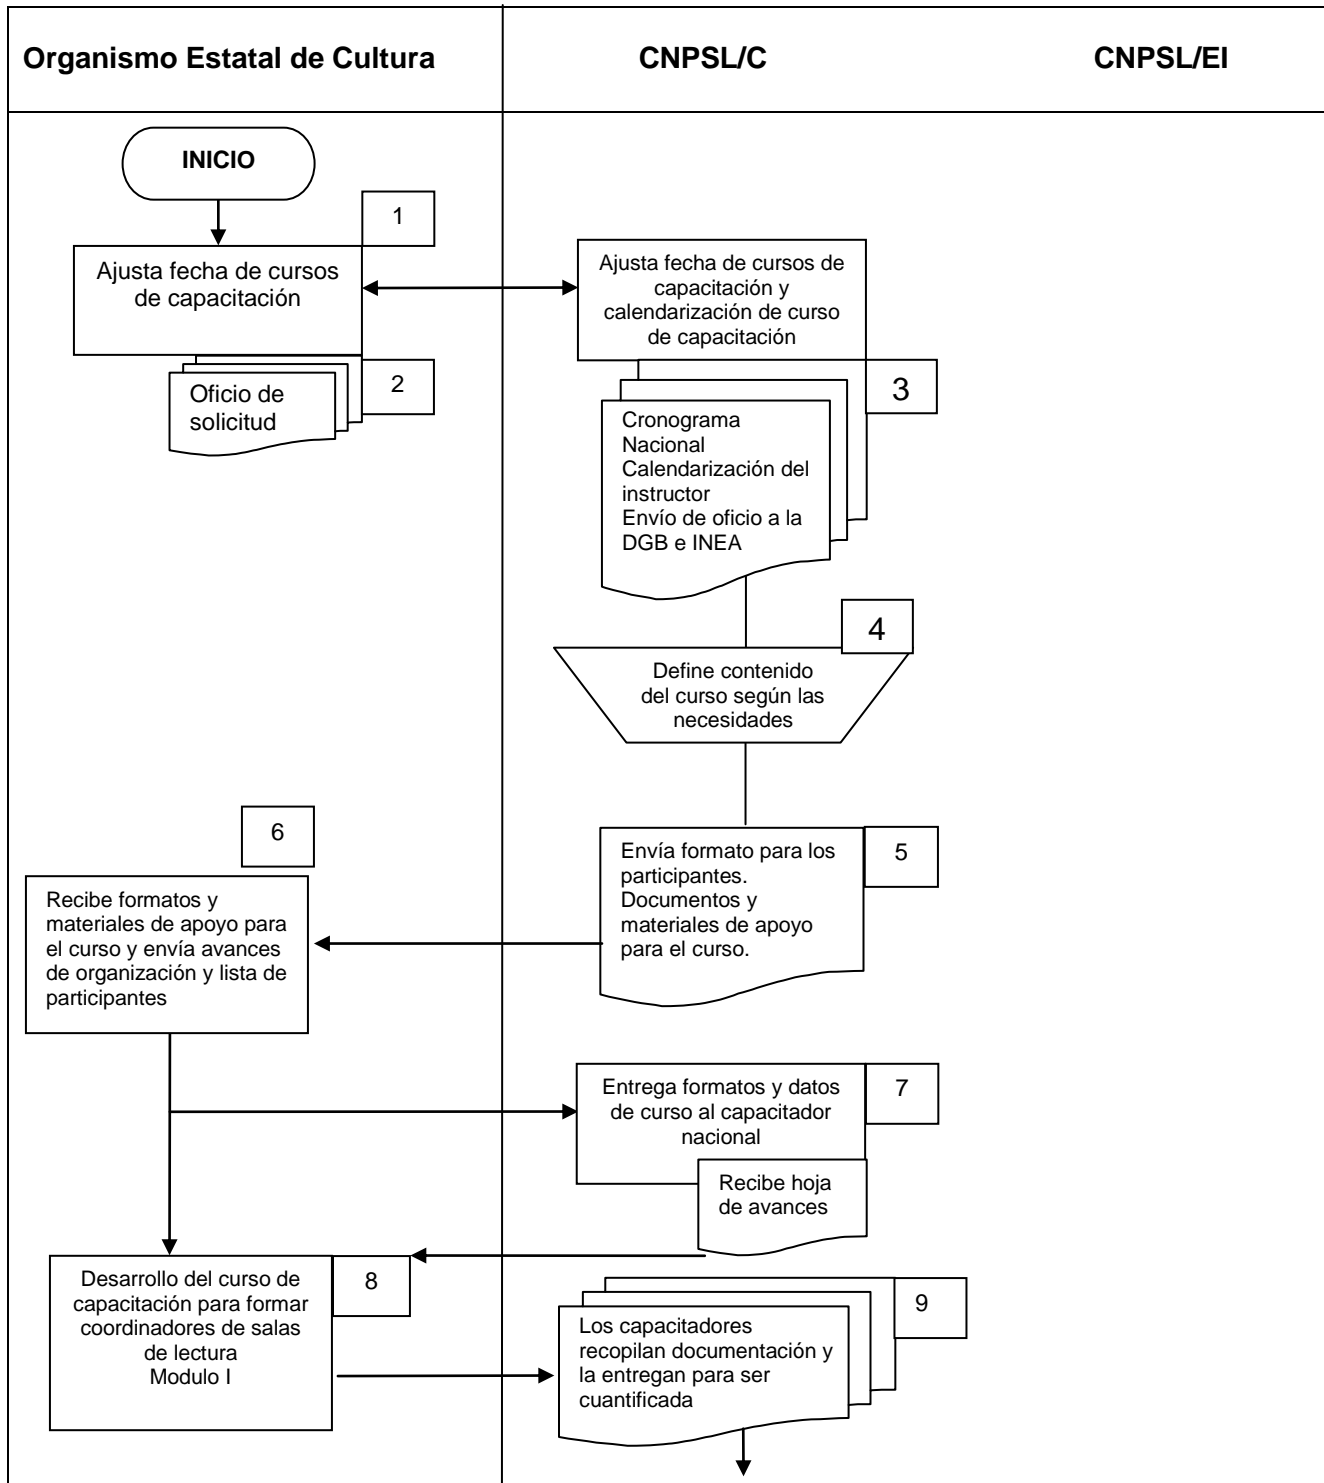 Organismo Estatal de Cultura
CNPSL/C
CNPSL/EI
INICIO
1
Ajusta fecha de cursos
de capacitación
2
Oficio de
solicitud
Ajusta fecha de cursos de
capacitación y
calendarización de curso
de capacitación
3
Cronograma
Nacional
Calendarización del
instructor
Envío de oficio a la
DGB e INEA
4
Define contenido
del curso según las
necesidades
5
Envía formato para los
participantes.
Documentos y
materiales de apoyo
para el curso.
6
Recibe formatos y
materiales de apoyo para
el curso y envía avances
de organización y lista de
participantes
7
Entrega formatos y datos
de curso al capacitador
nacional
Recibe hoja
de avances
8
Desarrollo del curso de
capacitación para formar
coordinadores de salas
de lectura
Modulo I
9
Los capacitadores
recopilan documentación y
la entregan para ser
cuantificada